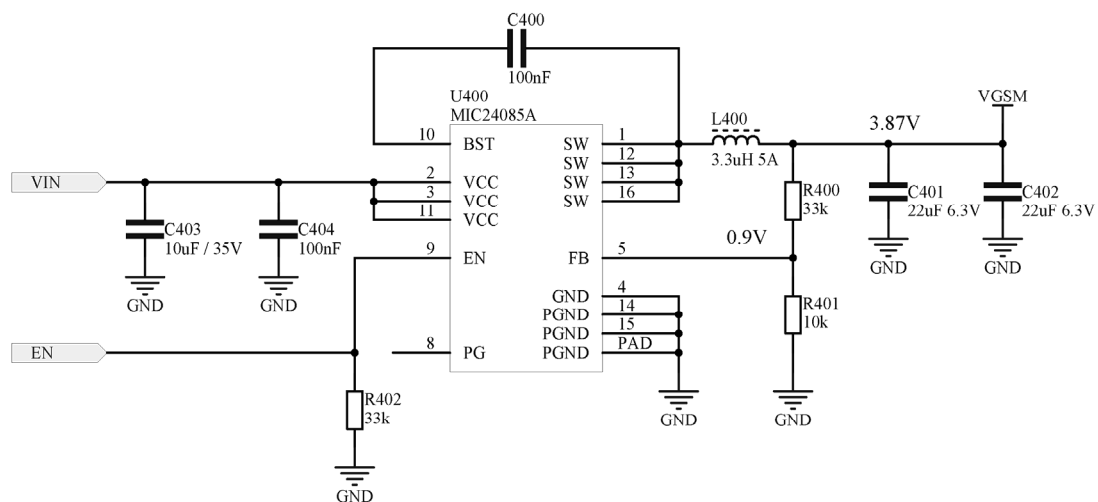 C400
100nF
U400
MIC24085A
10
BST
SW
1
SW
12
SW
13
SW
16
L400
3.3uH 5A
3.87V
VGSM
VIN
2
VCC
3
VCC
11
VCC
C403
10uF / 35V
GND
C404
100nF
GND
R400
33k
C401
22uF 6.3V
GND
C402
22uF 6.3V
GND
0.9V
9
EN
FB
5
GND
4
PGND
14
PGND
15
PGND
PAD
R401
10k
GND
GND
EN
8
PG
R402
33k
GND